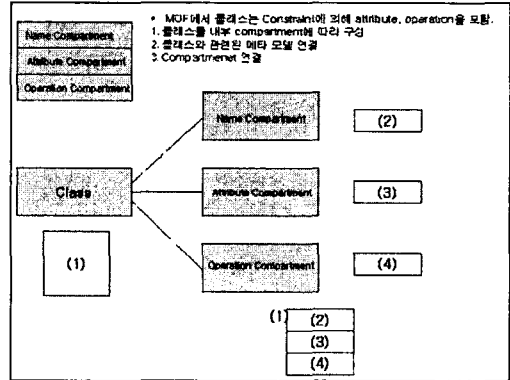 • MOF에서 클래스는 Constraint에 의해 attribute, operation을 포함.
1. 클래스를 내부 compartment에 따라 구성
2. 클래스와 관련된 메타 모델 연결
3. Compartmenet 연결
Name Compartment
Attribute Compartment
Operation Compartment
Name Compartment
(2)
Class
Attribute Compartment
(3)
(1)
Operation Compartment
(4)
(1)
(2)
(3)
(4)